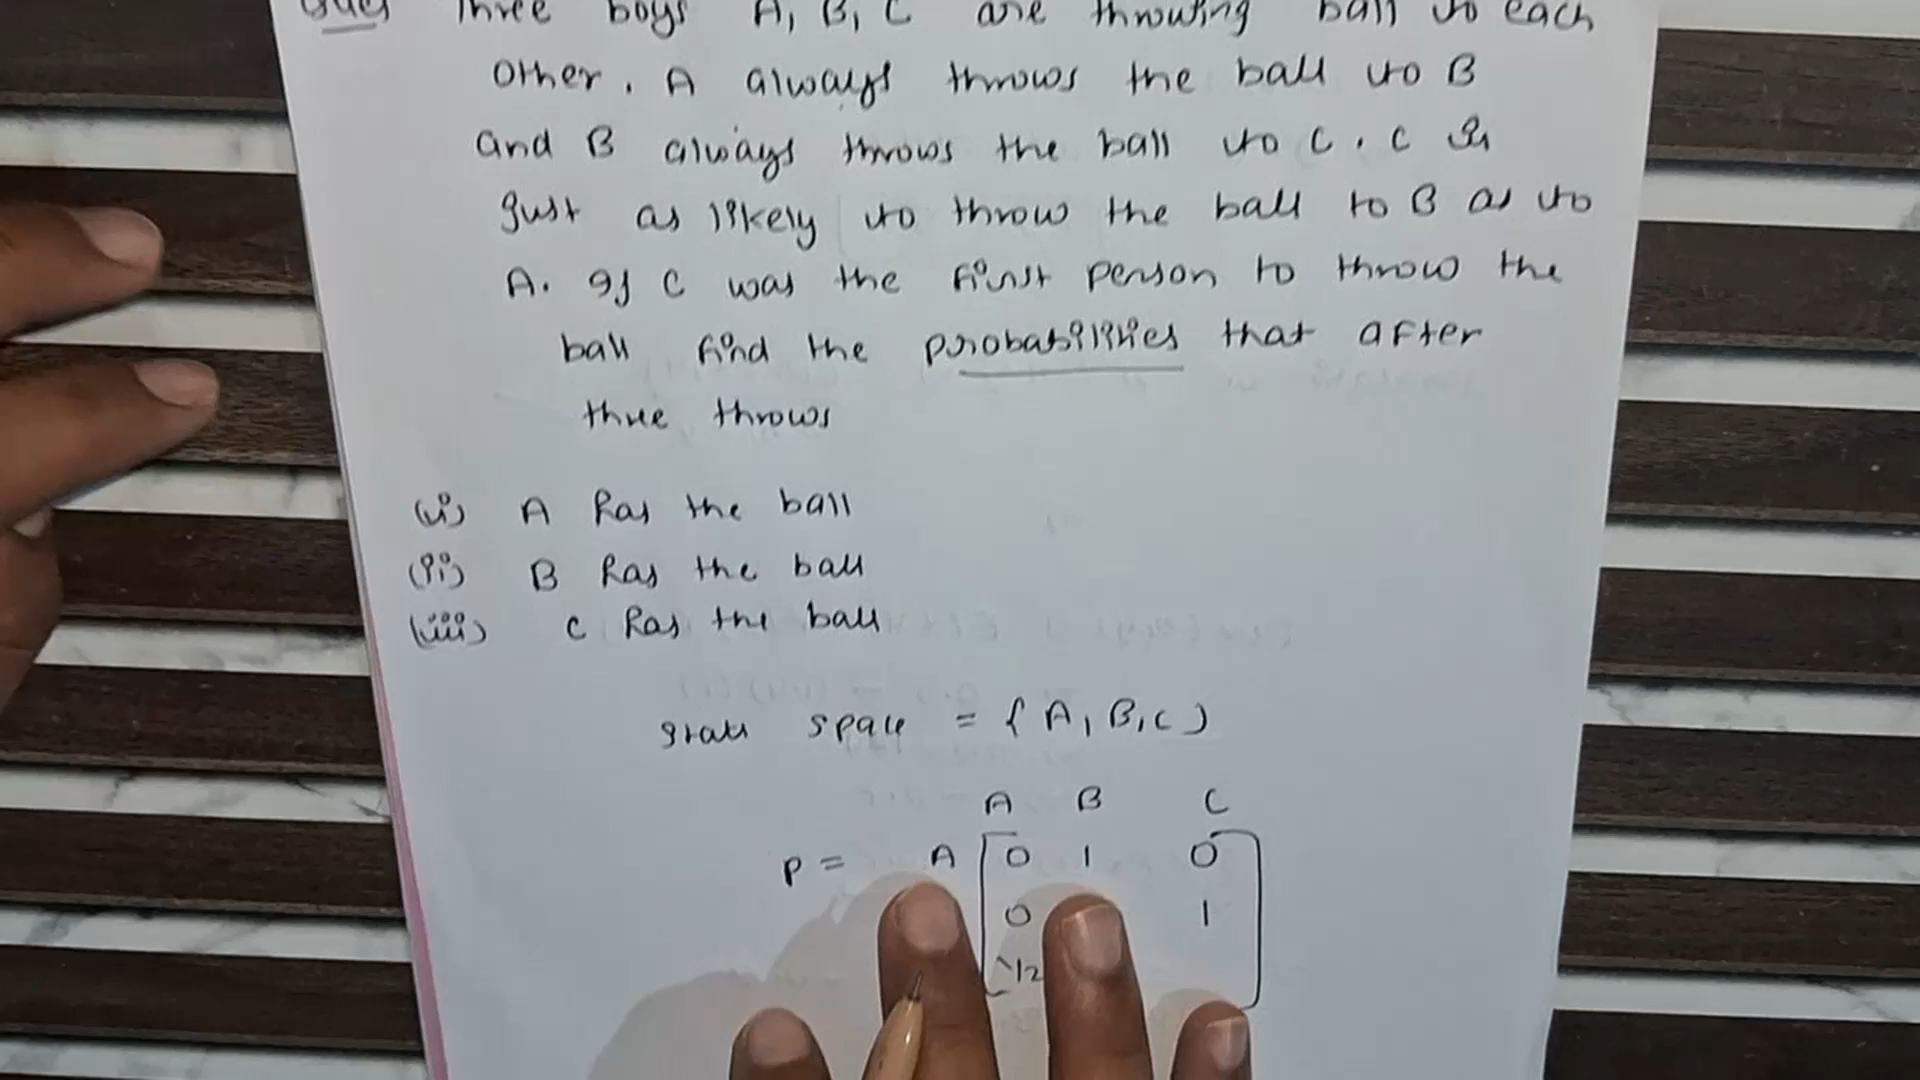 Ques Three boys A, B, C are throwing ball to each
other. A always throws the ball to B
and B always throws the ball to C. C is
just as likely to throw the ball to B as to
A. If C was the first person to throw the
ball find the probabilities that after
three throws
(i) A has the ball
(ii) B has the ball
(iii) C has the ball
state space = {A, B, C}
A B C
P = A 0 1 0
0 1
1/2